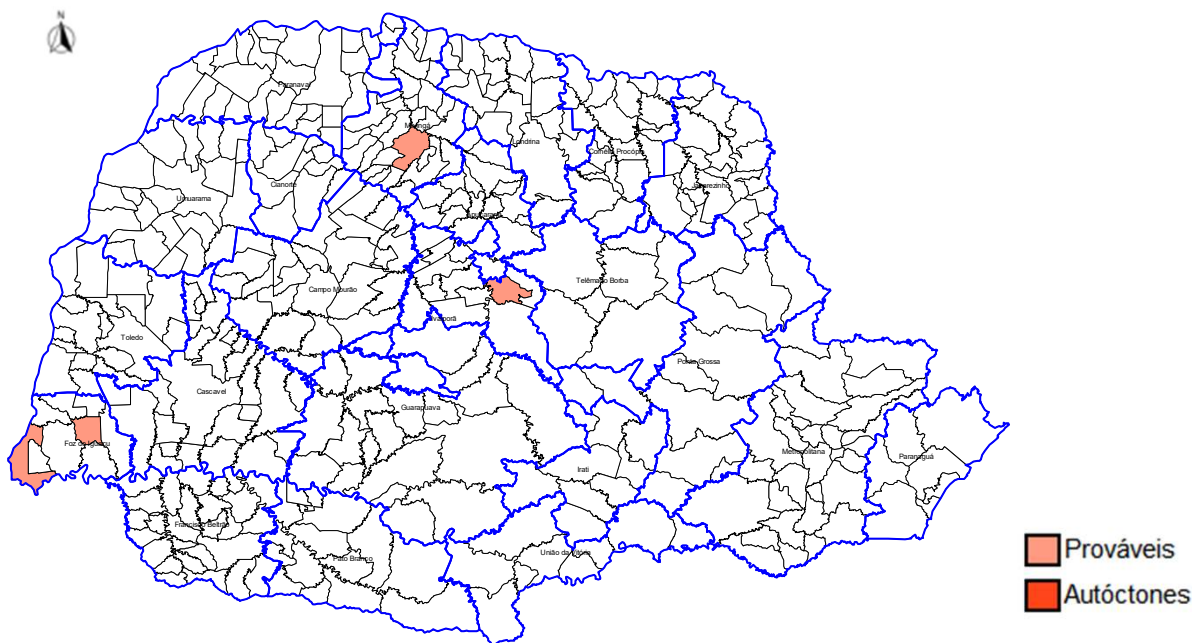 N
Paranavaí
Maringá
Londrina
Cornélio Procópio
Jacarezinho
Cianorte
Umuarama
Apucarana
Telêmaco Borba
Campo Mourão
Ivaiporã
Toledo
Ponta Grossa
Cascavel
Guarapuava
Foz do Iguaçu
Metropolitana
Paranaguá
Irati
Francisco Beltrão
União da Vitória
Pato Branco
Prováveis
Autóctones